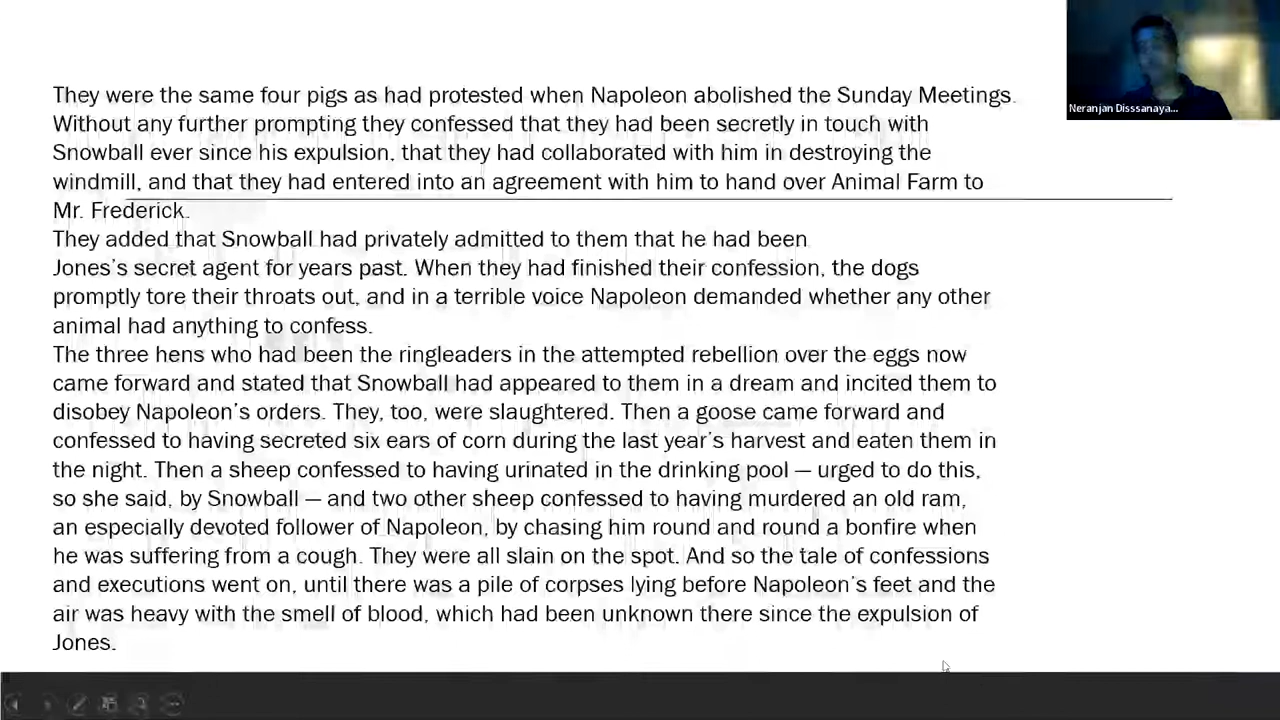 They were the same four pigs as had protested when Napoleon abolished the Sunday Meetings.
Without any further prompting they confessed that they had been secretly in touch with
Snowball ever since his expulsion, that they had collaborated with him in destroying the
windmill, and that they had entered into an agreement with him to hand over Animal Farm to
Mr. Frederick.
They added that Snowball had privately admitted to them that he had been
Jones’s secret agent for years past. When they had finished their confession, the dogs
promptly tore their throats out, and in a terrible voice Napoleon demanded whether any other
animal had anything to confess.
The three hens who had been the ringleaders in the attempted rebellion over the eggs now
came forward and stated that Snowball had appeared to them in a dream and incited them to
disobey Napoleon’s orders. They, too, were slaughtered. Then a goose came forward and
confessed to having secreted six ears of corn during the last year’s harvest and eaten them in
the night. Then a sheep confessed to having urinated in the drinking pool — urged to do this,
so she said, by Snowball — and two other sheep confessed to having murdered an old ram,
an especially devoted follower of Napoleon, by chasing him round and round a bonfire when
he was suffering from a cough. They were all slain on the spot. And so the tale of confessions
and executions went on, until there was a pile of corpses lying before Napoleon’s feet and the
air was heavy with the smell of blood, which had been unknown there since the expulsion of
Jones.
Neranjan Disssanaya...